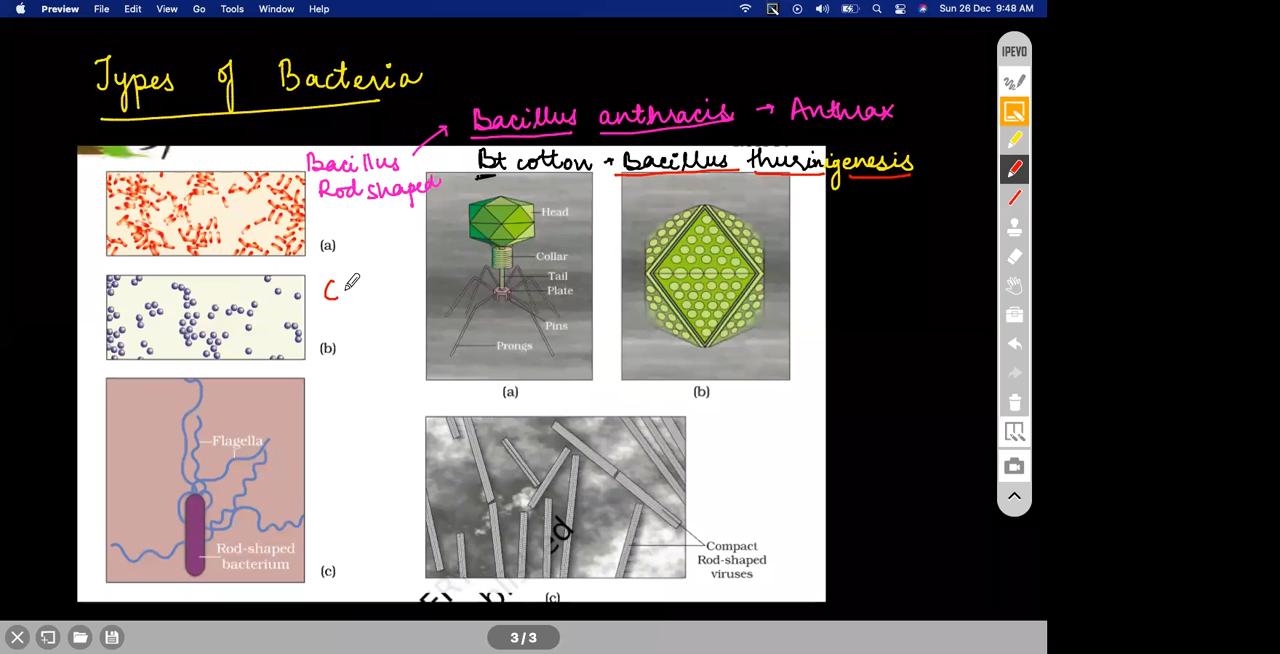 Preview File Edit View Go Tools Window Help Sun 26 Dec 9:48 AM
IPEVO
Types of Bacteria
Bacillus anthracis → Anthrax
Bacillus
Rod shaped
Bt cotton → Bacillus thuringenesis
(a)
C
(b)
Flagella
Rod-shaped
bacterium
(c)
Head
Collar
Tail
Plate
Pins
Prongs
(a)
(b)
Compact
Rod-shaped
viruses
(c)
3/3